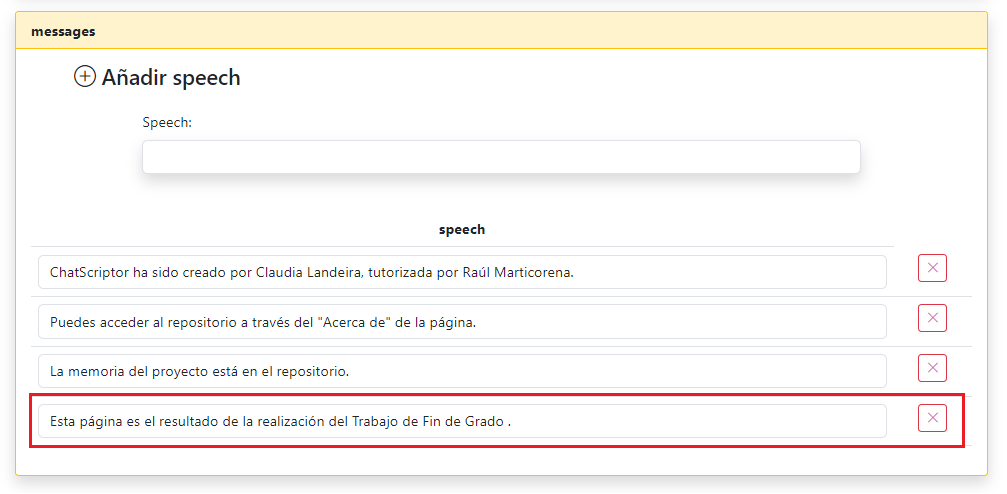 messages
Añadir speech
Speech:
speech
ChatScriptor ha sido creado por Claudia Landeira, tutorizada por Raúl Marticorena.
Puedes acceder al repositorio a través del "Acerca de" de la página.
La memoria del proyecto está en el repositorio.
Esta página es el resultado de la realización del Trabajo de Fin de Grado .